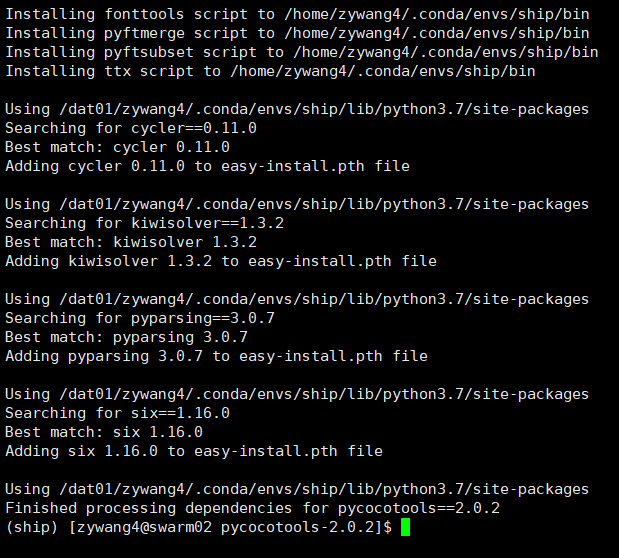 Installing fonttools script to /home/zywang4/.conda/envs/ship/bin
Installing pyftmerge script to /home/zywang4/.conda/envs/ship/bin
Installing pyftsubset script to /home/zywang4/.conda/envs/ship/bin
Installing ttx script to /home/zywang4/.conda/envs/ship/bin

Using /dat01/zywang4/.conda/envs/ship/lib/python3.7/site-packages
Searching for cycler==0.11.0
Best match: cycler 0.11.0
Adding cycler 0.11.0 to easy-install.pth file

Using /dat01/zywang4/.conda/envs/ship/lib/python3.7/site-packages
Searching for kiwisolver==1.3.2
Best match: kiwisolver 1.3.2
Adding kiwisolver 1.3.2 to easy-install.pth file

Using /dat01/zywang4/.conda/envs/ship/lib/python3.7/site-packages
Searching for pyparsing==3.0.7
Best match: pyparsing 3.0.7
Adding pyparsing 3.0.7 to easy-install.pth file

Using /dat01/zywang4/.conda/envs/ship/lib/python3.7/site-packages
Searching for six==1.16.0
Best match: six 1.16.0
Adding six 1.16.0 to easy-install.pth file

Using /dat01/zywang4/.conda/envs/ship/lib/python3.7/site-packages
Finished processing dependencies for pycocotools==2.0.2
(ship) [zywang4@swarm02 pycocotools-2.0.2]$